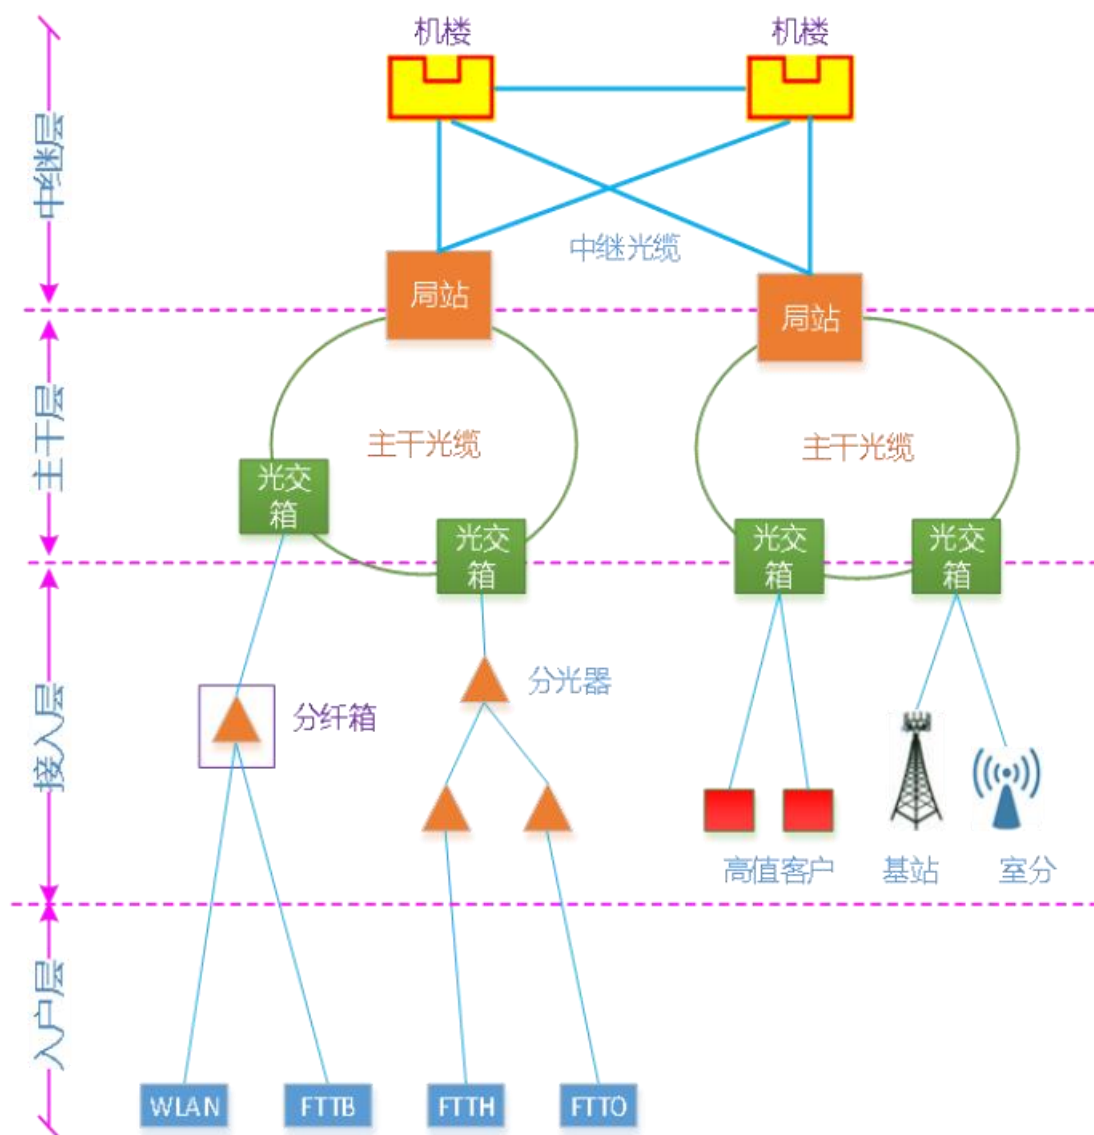 机楼
机楼
中继层
中继光缆
局站
局站
主干层
主干光缆
主干光缆
光交
箱
光交
箱
光交
箱
光交
箱
接入层
分光器
分纤箱
高值客户
基站
室分
入户层
WLAN
FTTB
FTTH
FTTO